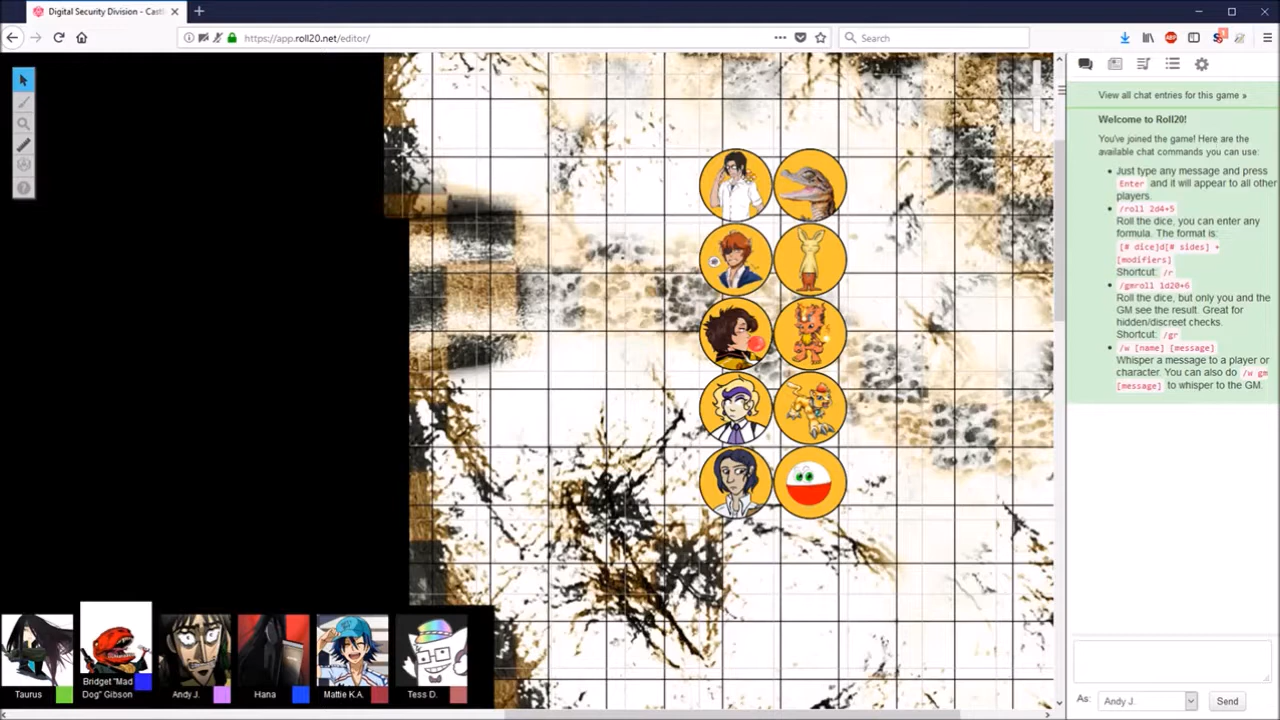 Digital Security Division - Casti
https://app.roll20.net/editor/
Search
View all chat entries for this game »
Welcome to Roll20!
You've joined the game! Here are the
available chat commands you can use:
Just type any message and press
Enter and it will appear to all other
players.
/roll 2d4+5
Roll the dice, you can enter any
formula. The format is:
[# dice]d[# sides] +
[modifiers]
Shortcut: /r
/gmroll 1d20+6
Roll the dice, but only you and the
GM see the result. Great for
hidden/discreet checks.
Shortcut: /gr
/w [name] [message]
Whisper a message to a player or
character. You can also do /w gm
[message] to whisper to the GM.
Taurus
Bridget "Mad
Dog" Gibson
Andy J.
Hana
Mattie K.A.
Tess D.
As:
Andy J.
Send